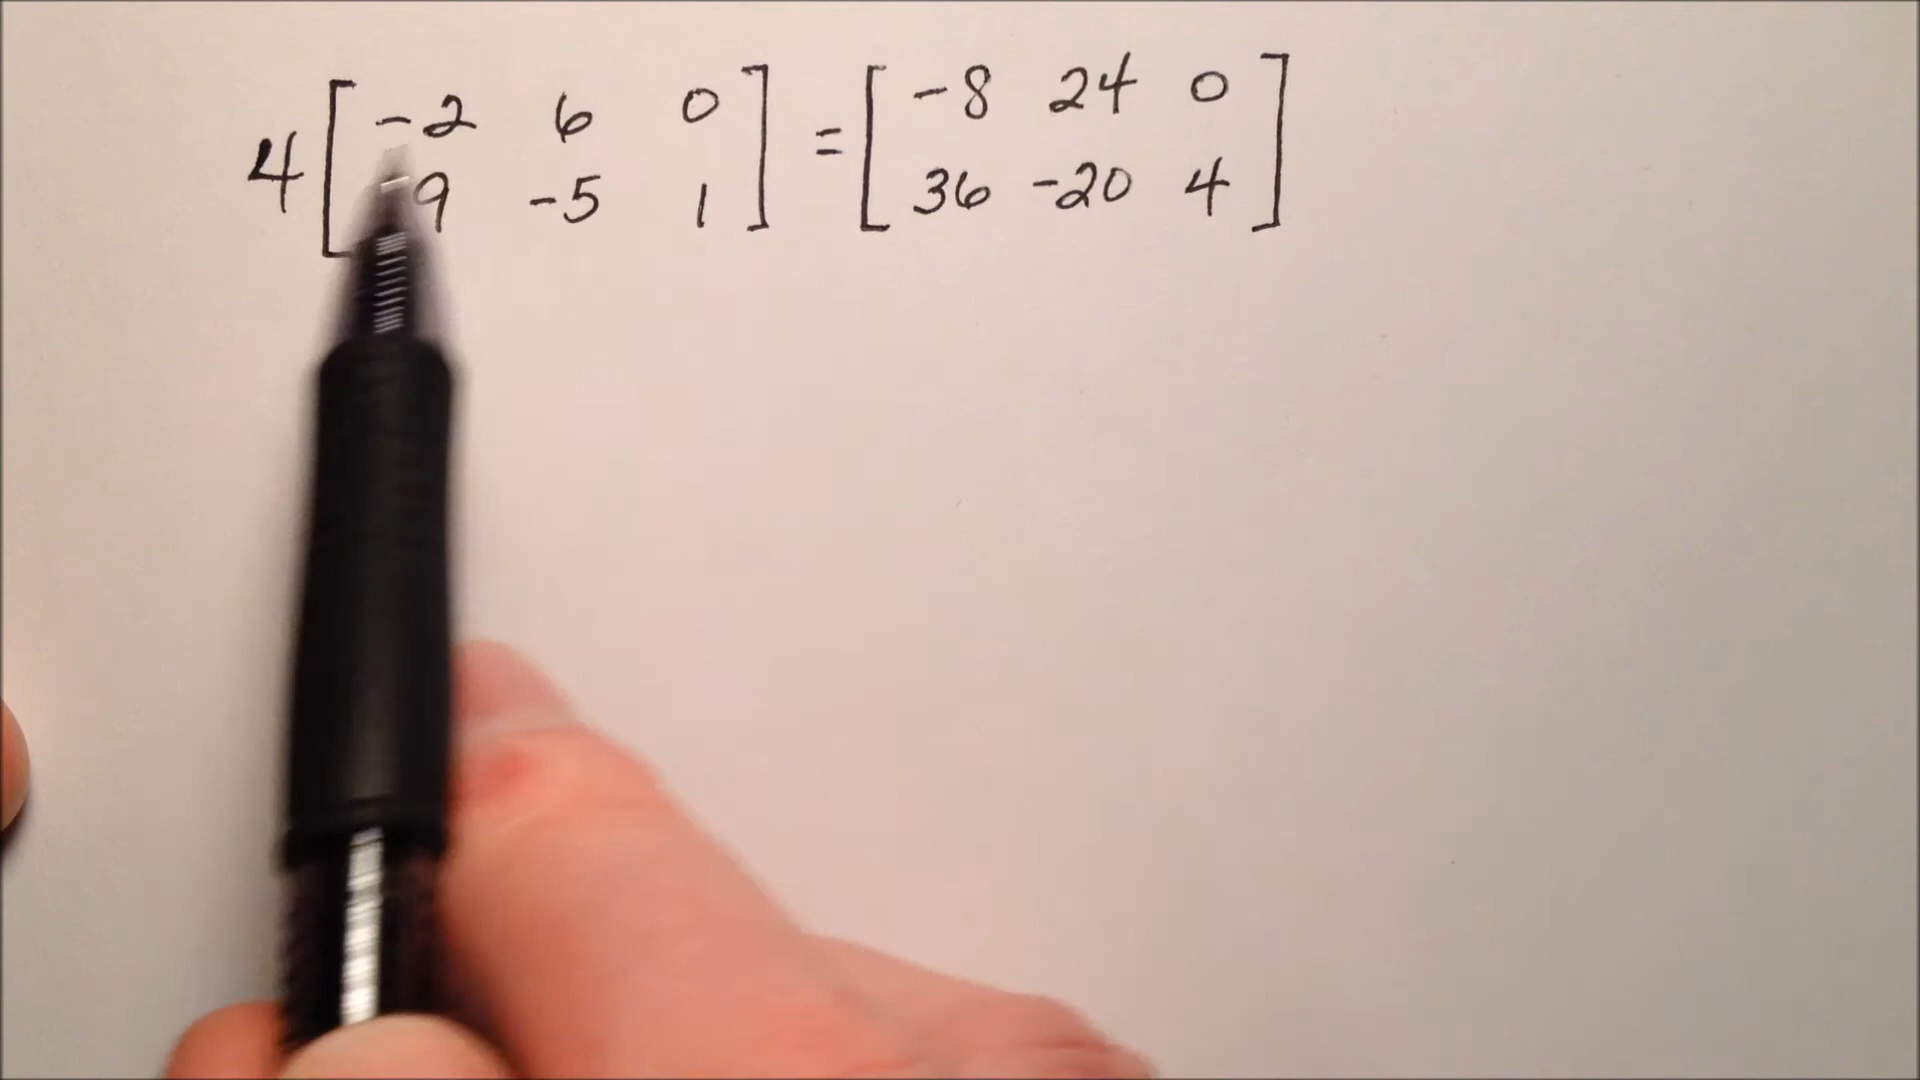 4 [ -2 6 0 ] = [ -8 24 0 ]
[ 9 -5 1 ] [ 36 -20 4 ]